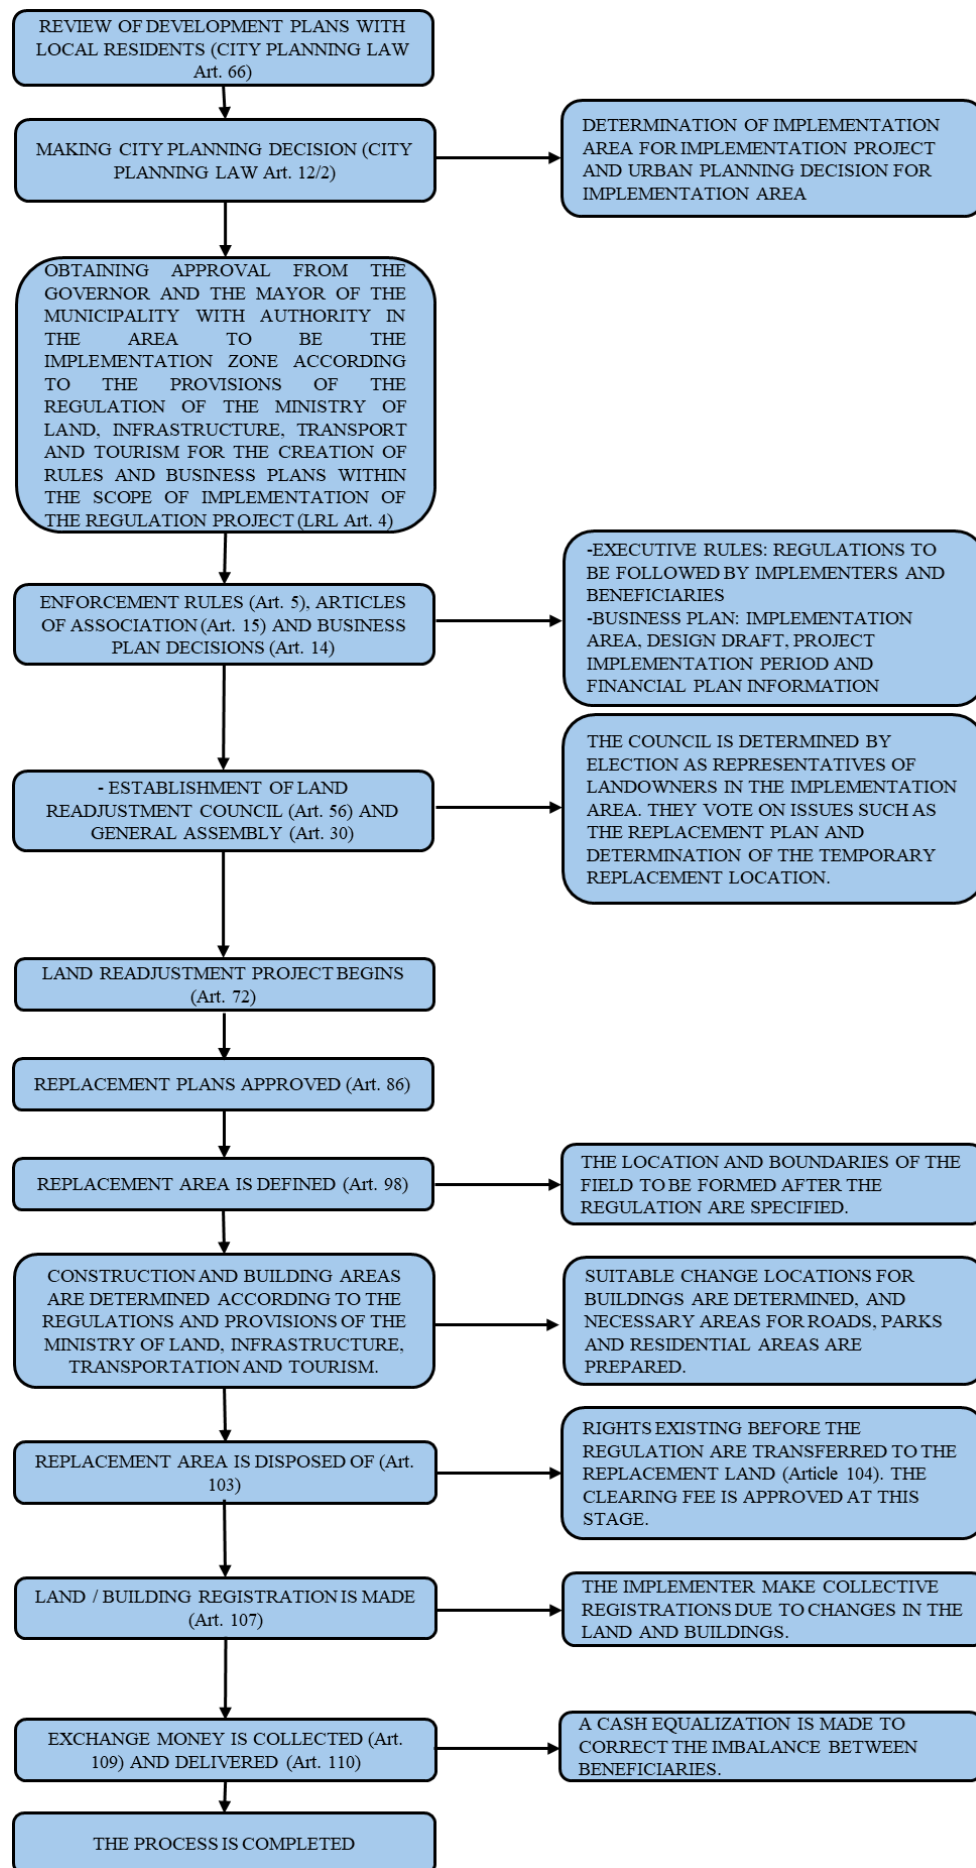 REVIEW OF DEVELOPMENT PLANS WITH
LOCAL RESIDENTS (CITY PLANNING LAW
Art. 66)
MAKING CITY PLANNING DECISION (CITY
PLANNING LAW Art. 12/2)
DETERMINATION OF IMPLEMENTATION
AREA FOR IMPLEMENTATION PROJECT
AND URBAN PLANNING DECISION FOR
IMPLEMENTATION AREA
OBTAINING APPROVAL FROM THE
GOVERNOR AND THE MAYOR OF THE
MUNICIPALITY WITH AUTHORITY IN
THE AREA TO BE THE
IMPLEMENTATION ZONE ACCORDING
TO THE PROVISIONS OF THE
REGULATION OF THE MINISTRY OF
LAND, INFRASTRUCTURE, TRANSPORT
AND TOURISM FOR THE CREATION OF
RULES AND BUSINESS PLANS WITHIN
THE SCOPE OF IMPLEMENTATION OF
THE REGULATION PROJECT (LRL Art. 4)
ENFORCEMENT RULES (Art. 5), ARTICLES
OF ASSOCIATION (Art. 15) AND BUSINESS
PLAN DECISIONS (Art. 14)
-EXECUTIVE RULES: REGULATIONS TO
BE FOLLOWED BY IMPLEMENTERS AND
BENEFICIARIES
-BUSINESS PLAN: IMPLEMENTATION
AREA, DESIGN DRAFT, PROJECT
IMPLEMENTATION PERIOD AND
FINANCIAL PLAN INFORMATION
- ESTABLISHMENT OF LAND
READJUSTMENT COUNCIL (Art. 56) AND
GENERAL ASSEMBLY (Art. 30)
THE COUNCIL IS DETERMINED BY
ELECTION AS REPRESENTATIVES OF
LANDOWNERS IN THE IMPLEMENTATION
AREA. THEY VOTE ON ISSUES SUCH AS
THE REPLACEMENT PLAN AND
DETERMINATION OF THE TEMPORARY
REPLACEMENT LOCATION.
LAND READJUSTMENT PROJECT BEGINS
(Art. 72)
REPLACEMENT PLANS APPROVED (Art. 86)
REPLACEMENT AREA IS DEFINED (Art. 98)
THE LOCATION AND BOUNDARIES OF THE
FIELD TO BE FORMED AFTER THE
REGULATION ARE SPECIFIED.
CONSTRUCTION AND BUILDING AREAS
ARE DETERMINED ACCORDING TO THE
REGULATIONS AND PROVISIONS OF THE
MINISTRY OF LAND, INFRASTRUCTURE,
TRANSPORTATION AND TOURISM.
SUITABLE CHANGE LOCATIONS FOR
BUILDINGS ARE DETERMINED, AND
NECESSARY AREAS FOR ROADS, PARKS
AND RESIDENTIAL AREAS ARE
PREPARED.
REPLACEMENT AREA IS DISPOSED OF (Art.
103)
RIGHTS EXISTING BEFORE THE
REGULATION ARE TRANSFERRED TO THE
REPLACEMENT LAND (Article 104). THE
CLEARING FEE IS APPROVED AT THIS
STAGE.
LAND / BUILDING REGISTRATION IS MADE
(Art. 107)
THE IMPLEMENTER MAKE COLLECTIVE
REGISTRATIONS DUE TO CHANGES IN THE
LAND AND BUILDINGS.
EXCHANGE MONEY IS COLLECTED (Art.
109) AND DELIVERED (Art. 110)
A CASH EQUALIZATION IS MADE TO
CORRECT THE IMBALANCE BETWEEN
BENEFICIARIES.
THE PROCESS IS COMPLETED